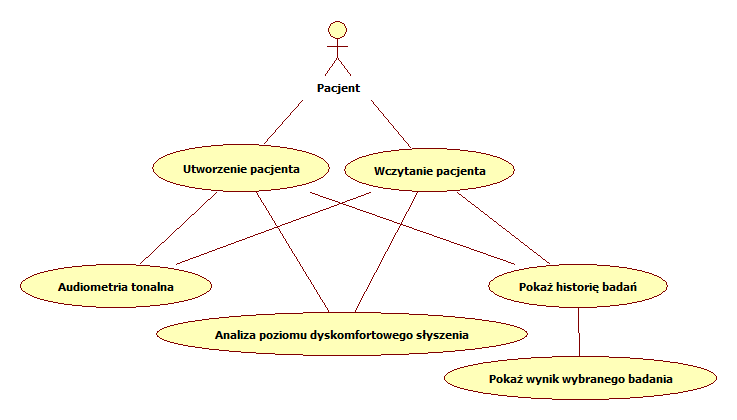 Pacjent
Utworzenie pacjenta
Wczytanie pacjenta
Audiometria tonalna
Pokaż historię badań
Analiza poziomu dyskomfortowego słyszenia
Pokaż wynik wybranego badania